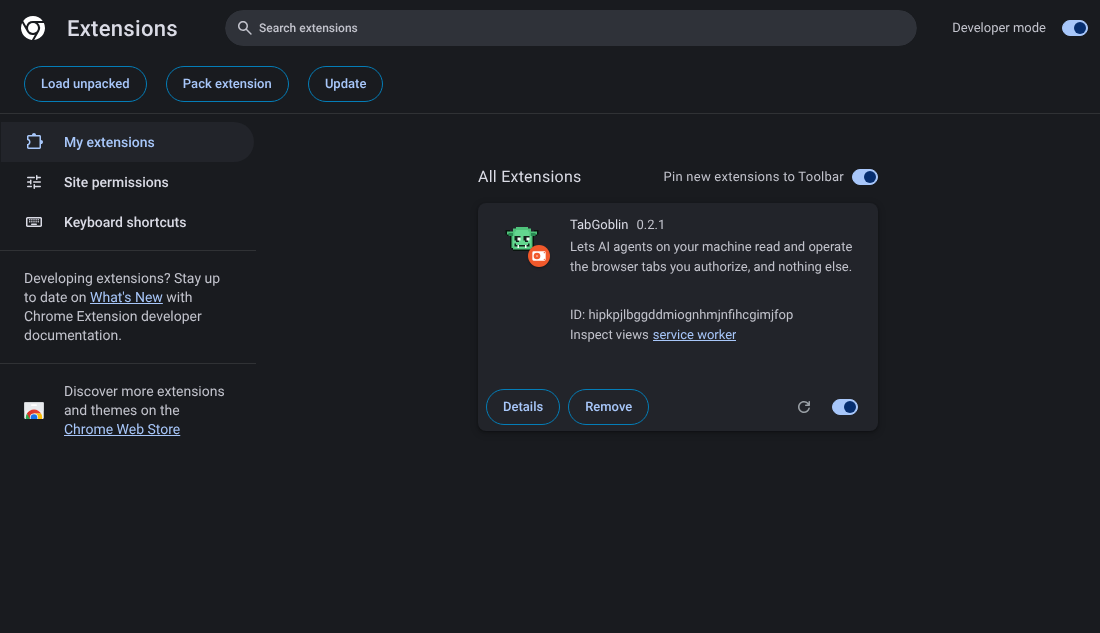 Extensions
Search extensions
Developer mode
Load unpacked
Pack extension
Update
My extensions
Site permissions
Keyboard shortcuts
Developing extensions? Stay up
to date on What's New with
Chrome Extension developer
documentation.
Discover more extensions
and themes on the
Chrome Web Store
All Extensions
Pin new extensions to Toolbar
TabGoblin 0.2.1
Lets AI agents on your machine read and operate
the browser tabs you authorize, and nothing else.
ID: hipkpjlbggddmiognhmjnfihcgimjfop
Inspect views service worker
Details
Remove